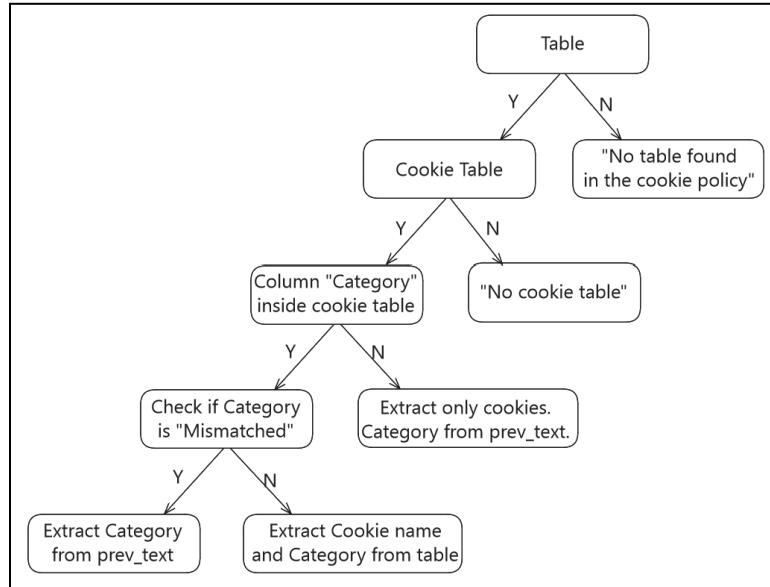 Table
Y
N
Cookie Table
"No table found
in the cookie policy"
Y
N
Column "Category"
inside cookie table
"No cookie table"
Y
N
Check if Category
is "Mismatched"
Extract only cookies.
Category from prev_text.
Y
N
Extract Category
from prev_text
Extract Cookie name
and Category from table